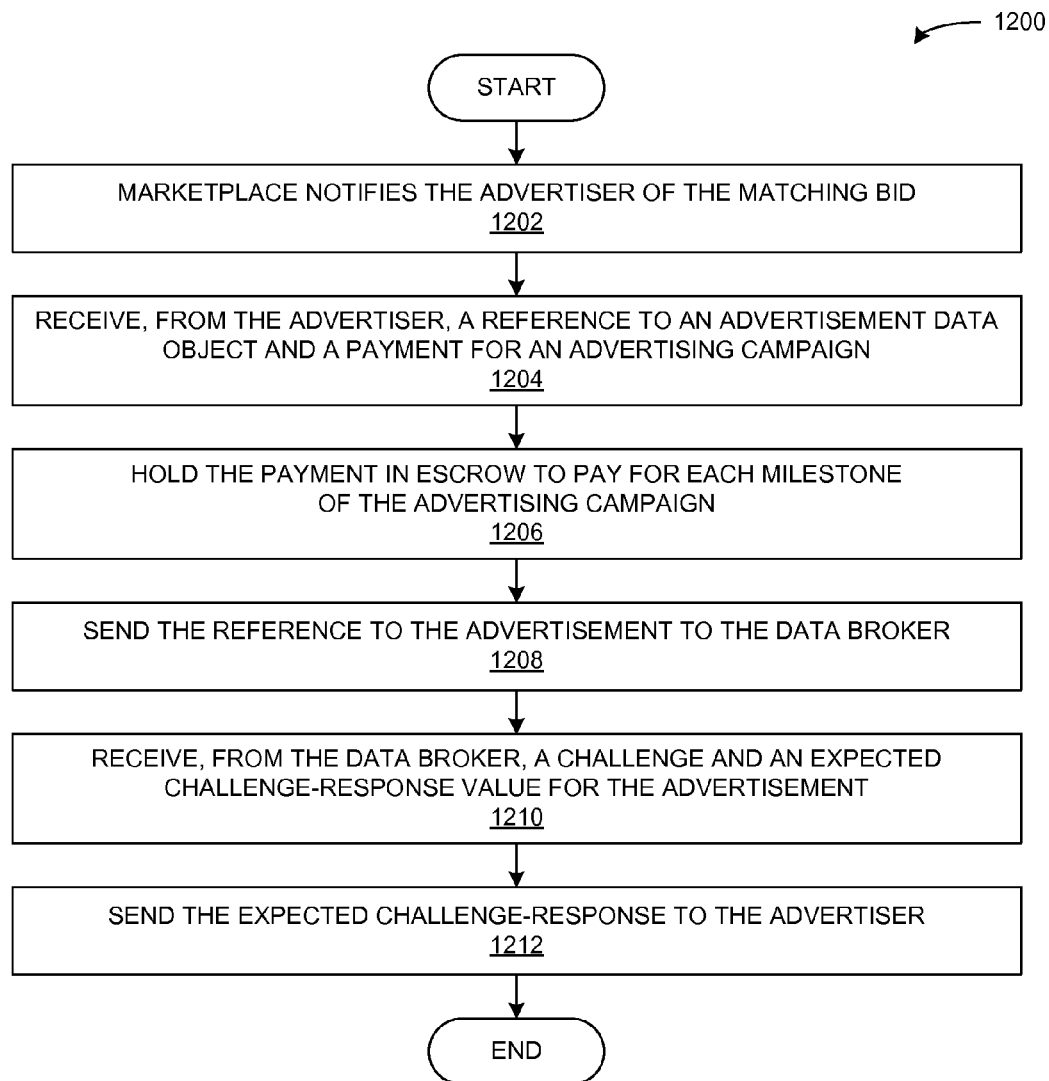 1200
START
MARKETPLACE NOTIFIES THE ADVERTISER OF THE MATCHING BID
1202
RECEIVE, FROM THE ADVERTISER, A REFERENCE TO AN ADVERTISEMENT DATA
OBJECT AND A PAYMENT FOR AN ADVERTISING CAMPAIGN
1204
HOLD THE PAYMENT IN ESCROW TO PAY FOR EACH MILESTONE
OF THE ADVERTISING CAMPAIGN
1206
SEND THE REFERENCE TO THE ADVERTISEMENT TO THE DATA BROKER
1208
RECEIVE, FROM THE DATA BROKER, A CHALLENGE AND AN EXPECTED
CHALLENGE-RESPONSE VALUE FOR THE ADVERTISEMENT
1210
SEND THE EXPECTED CHALLENGE-RESPONSE TO THE ADVERTISER
1212
END